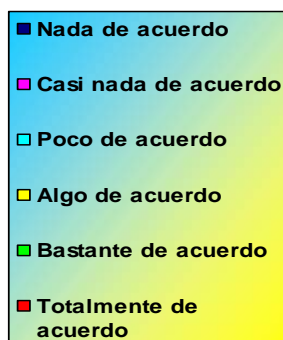 Nada de acuerdo
Casi nada de acuerdo
Poco de acuerdo
Algo de acuerdo
Bastante de acuerdo
Totalmente de
acuerdo